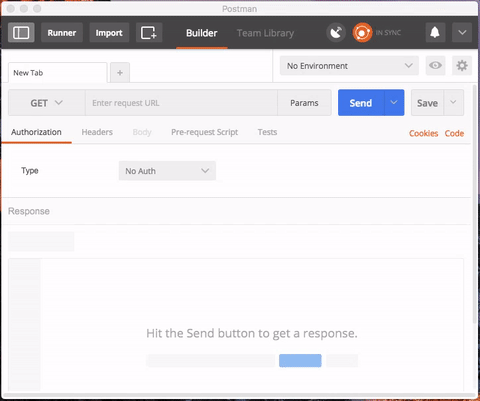 Postman
Runner Import Builder Team Library IN SYNC
New Tab + No Environment
GET Enter request URL Params Send Save
Authorization Headers Body Pre-request Script Tests Cookies Code
Type No Auth
Response
Hit the Send button to get a response.